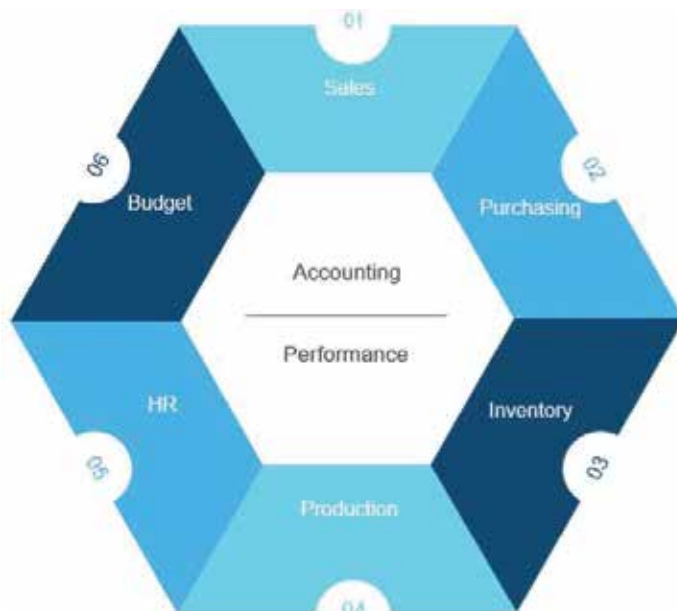 01
Sales
02
Purchasing
03
Inventory
04
Production
05
HR
06
Budget
Accounting
Performance